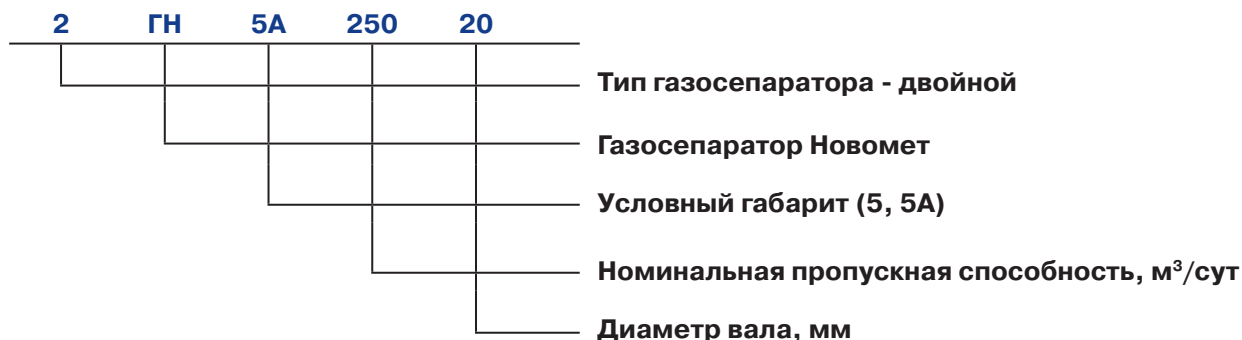 2 ГН 5А 250 20
Тип газосепаратора - двойной
Газосепаратор Новомет
Условный габарит (5, 5А)
Номинальная пропускная способность, м³/сут
Диаметр вала, мм